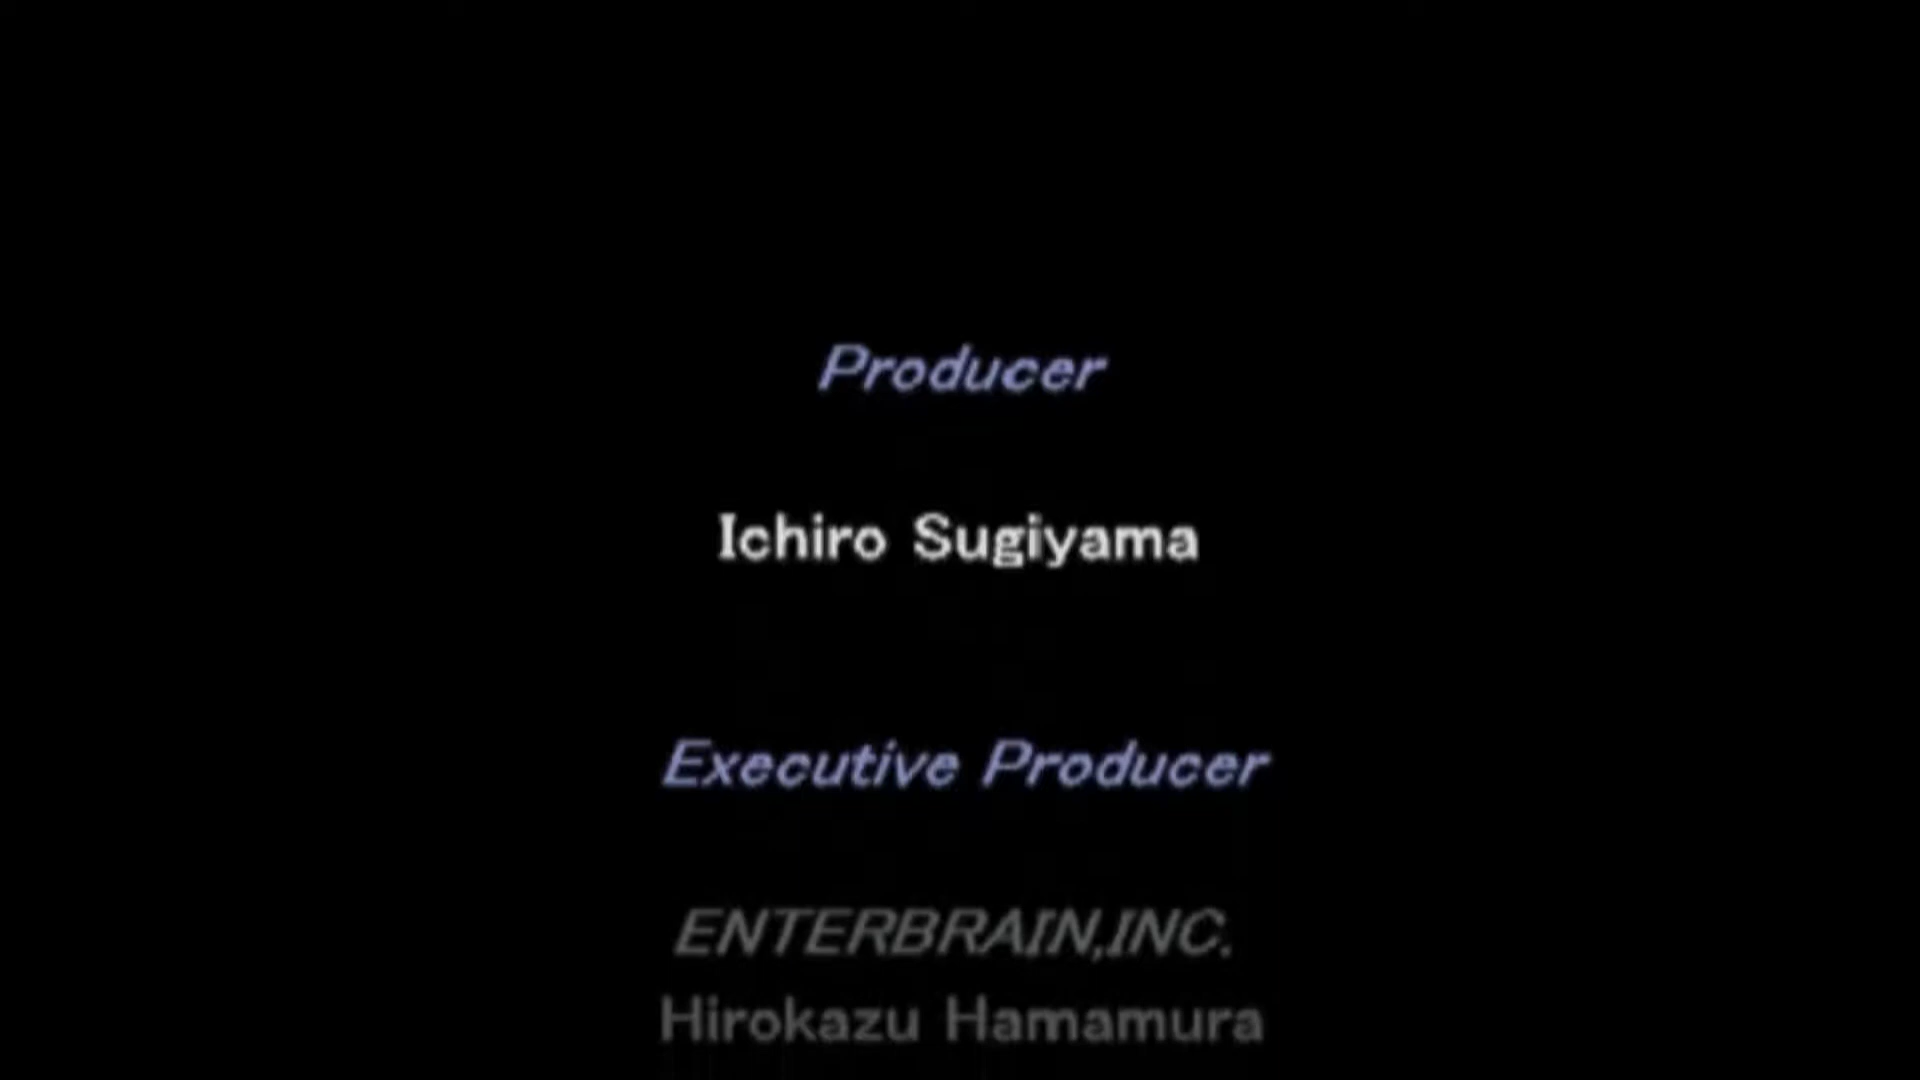 Producer
Ichiro Sugiyama
Executive Producer
ENTERBRAIN,INC.
Hirokazu Hamamura